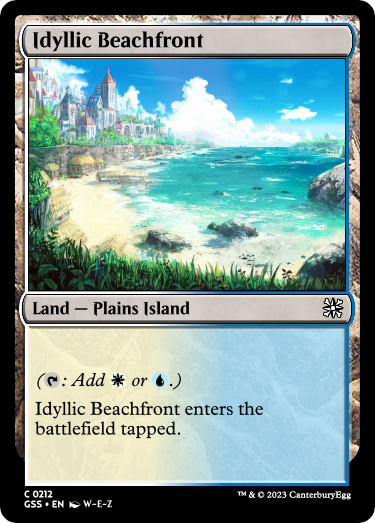 Idyllic Beachfront
Land — Plains Island
(: Add or .)
Idyllic Beachfront enters the
battlefield tapped.
C 0212
GSS • EN W-E-Z
™ & © 2023 CanterburyEgg